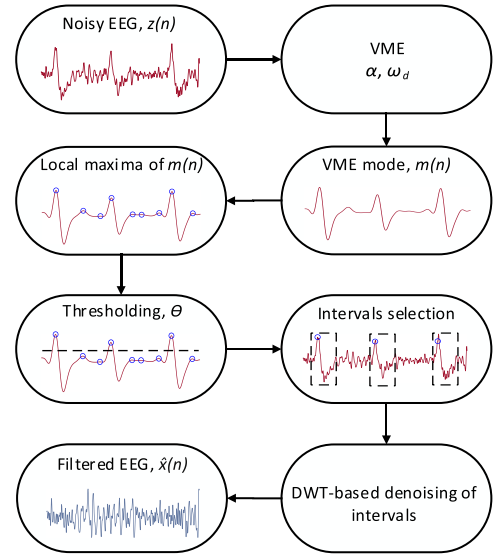 Noisy EEG, z(n)
VME
α, ω_d
Local maxima of m(n)
VME mode, m(n)
Thresholding, Θ
Intervals selection
Filtered EEG, x̂(n)
DWT-based denoising of
intervals